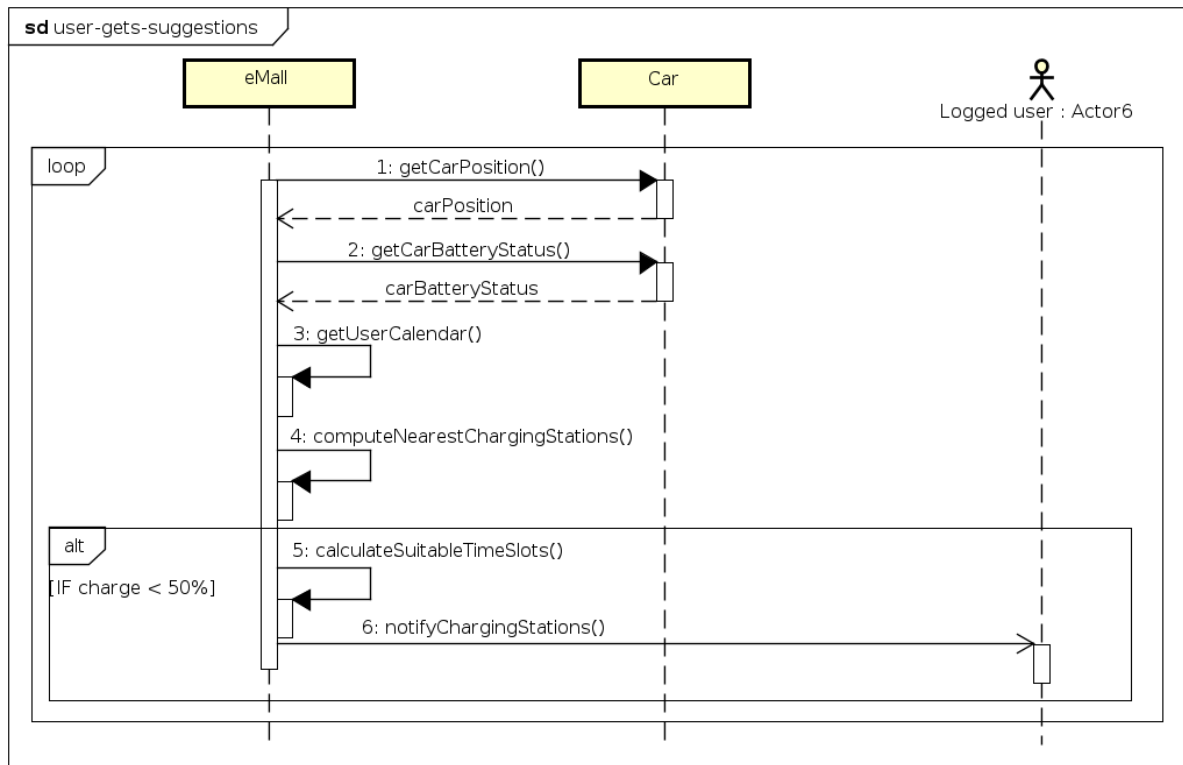 sd user-gets-suggestions
eMall
Car
Logged user : Actor6
loop
1: getCarPosition()
carPosition
2: getCarBatteryStatus()
carBatteryStatus
3: getUserCalendar()
4: computeNearestChargingStations()
alt
5: calculateSuitableTimeSlots()
[IF charge < 50%]
6: notifyChargingStations()